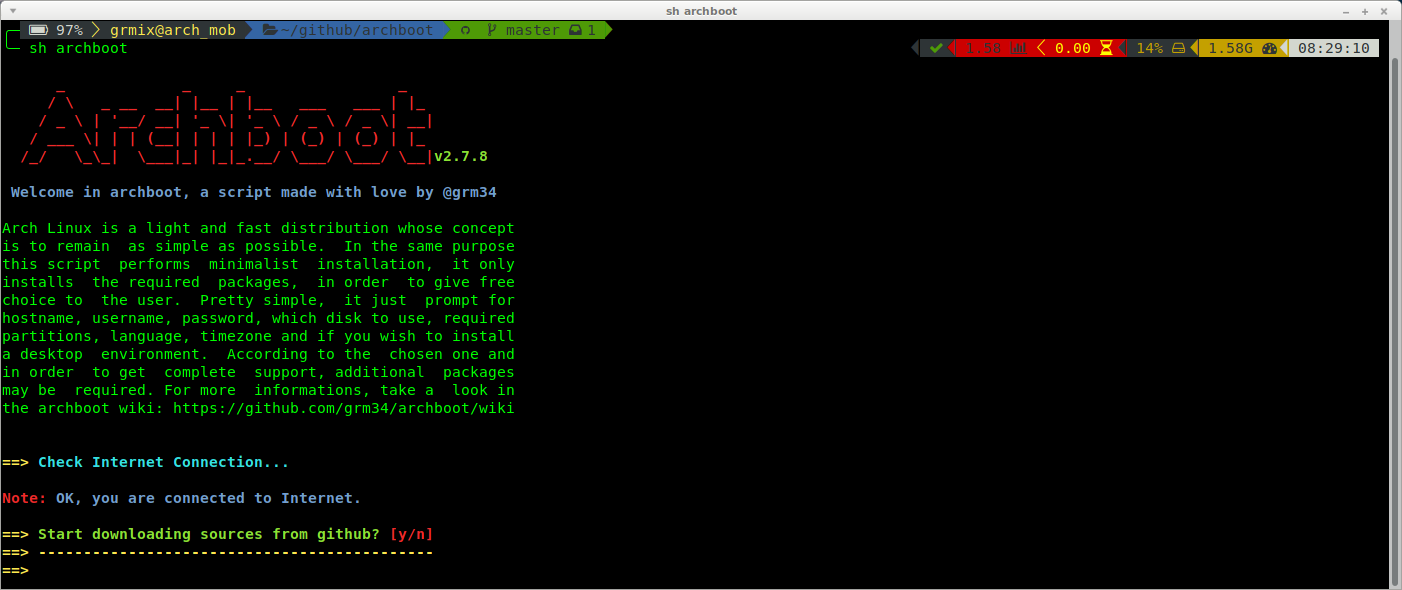 sh archboot
97% grmix@arch_mob ~/github/archboot master 1
sh archboot
1.58 0.00 14% 1.58G 08:29:10
Archboot
v2.7.8
Welcome in archboot, a script made with love by @grm34
Arch Linux is a light and fast distribution whose concept
is to remain  as simple as possible.  In the same purpose
this script  performs  minimalist  installation,  it only
installs  the required  packages,  in order  to give free
choice to  the user.  Pretty simple,  it just  prompt for
hostname, username, password, which disk to use, required
partitions, language, timezone and if you wish to install
a desktop  environment.  According to the  chosen one and
in order  to get  complete  support, additional  packages
may be  required. For more  informations, take a  look in
the archboot wiki: https://github.com/grm34/archboot/wiki
==> Check Internet Connection...
Note: OK, you are connected to Internet.
==> Start downloading sources from github? [y/n]
==> --------------------------------------------
==>